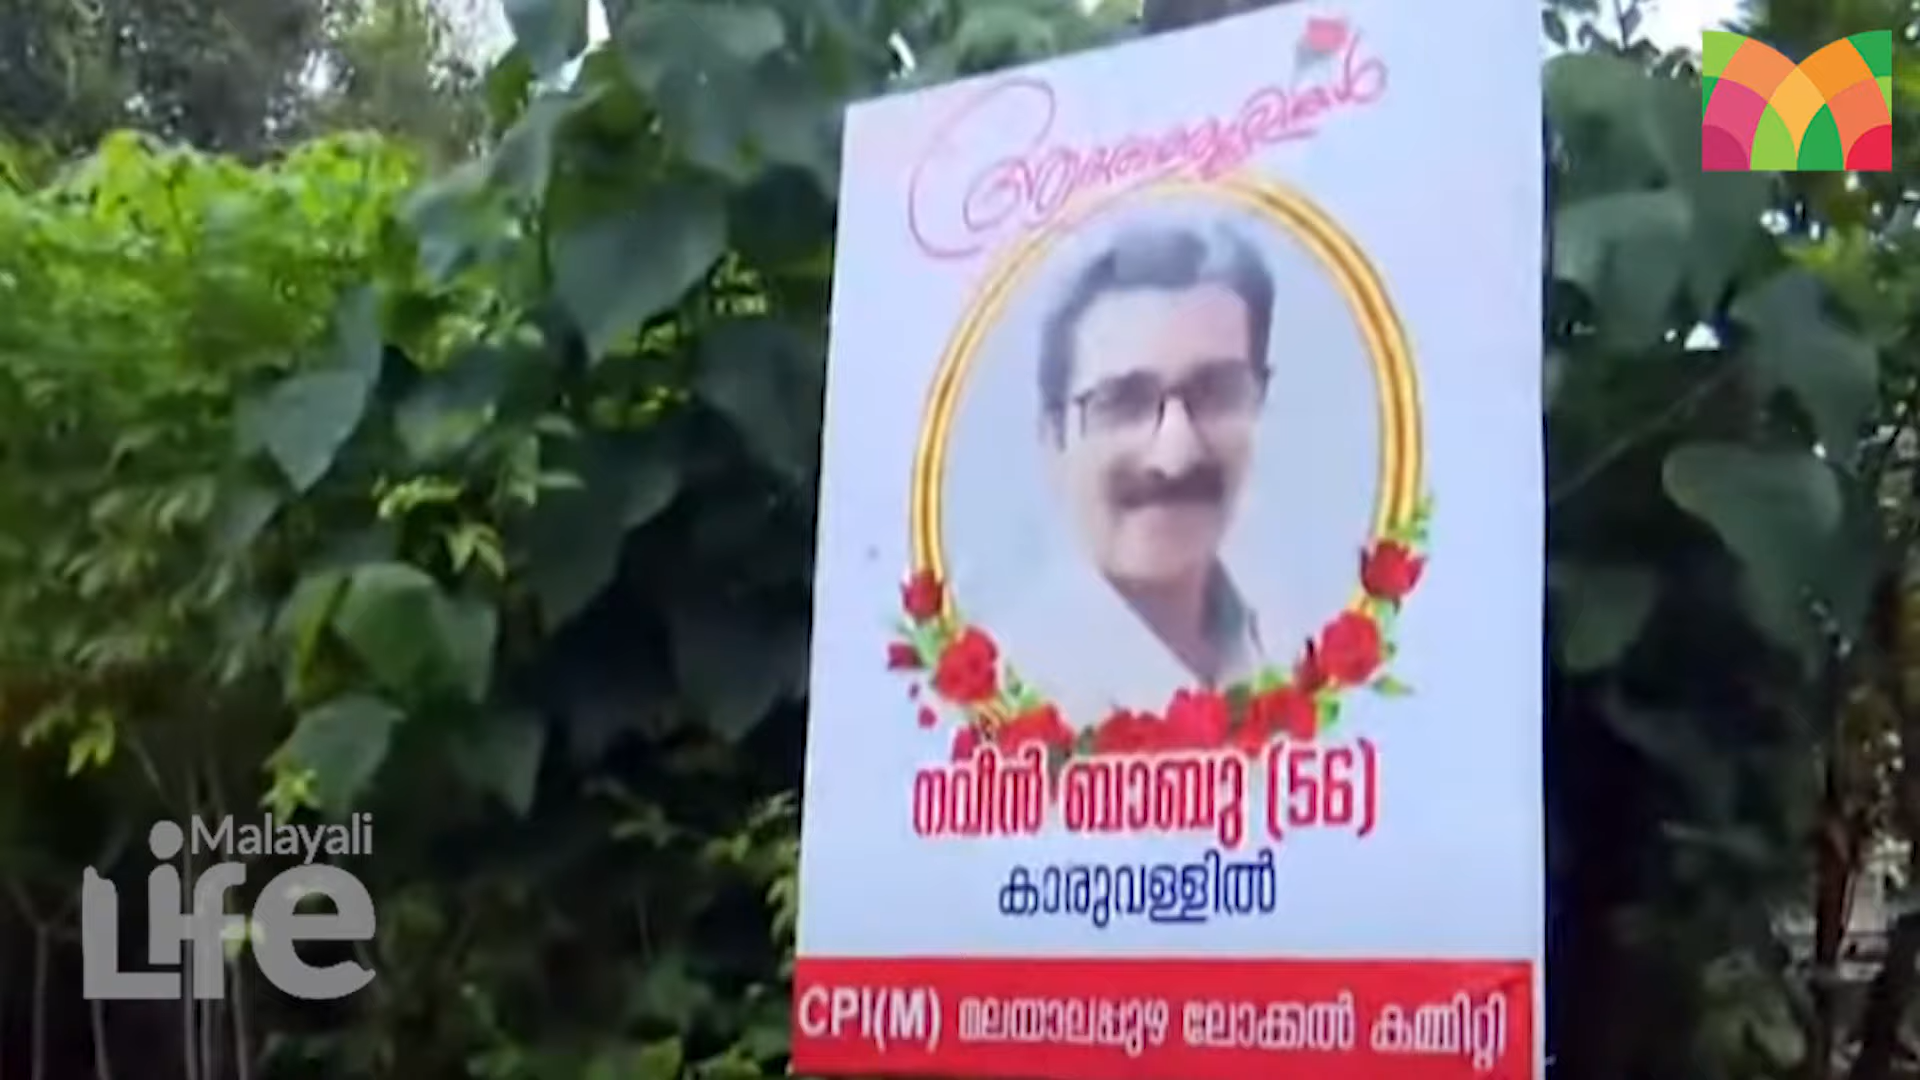 ആദരാഞ്ജലികൾ
നവീൻ ബാബു (56)
കാരുവള്ളിൽ
CPI(M) മലയാലപ്പുഴ ലോക്കൽ കമ്മിറ്റി
Malayali
Life